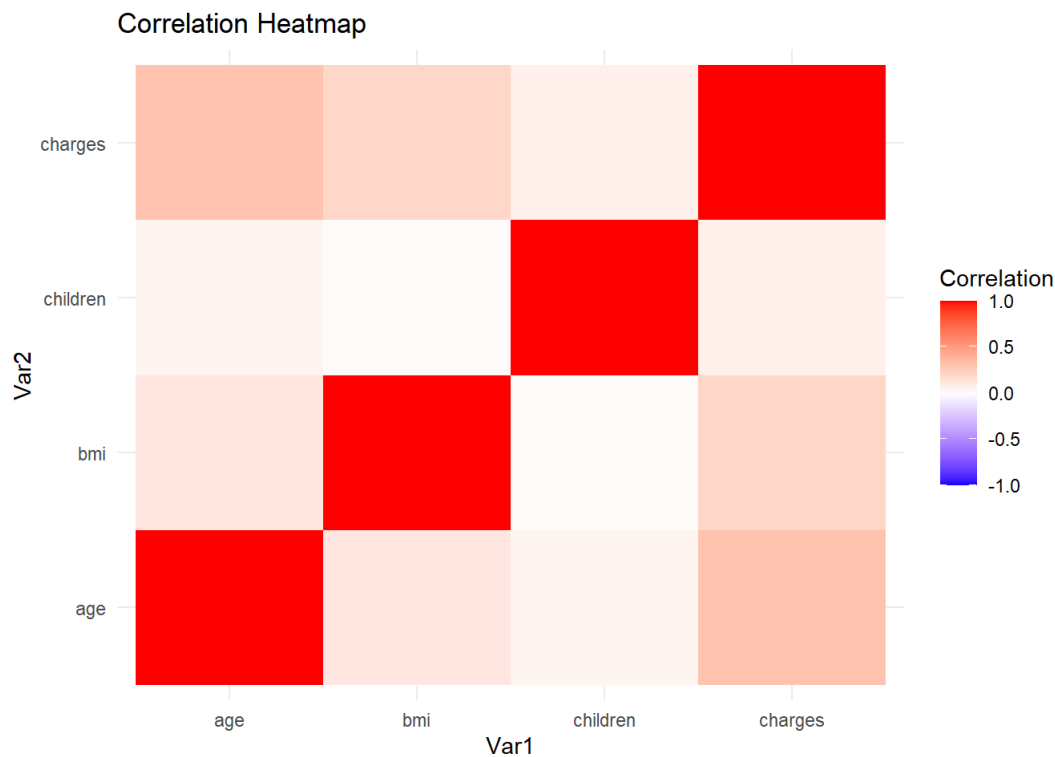 Correlation Heatmap
charges
children
bmi
age
Var2
age bmi children charges
Var1
Correlation
1.0
0.5
0.0
-0.5
-1.0